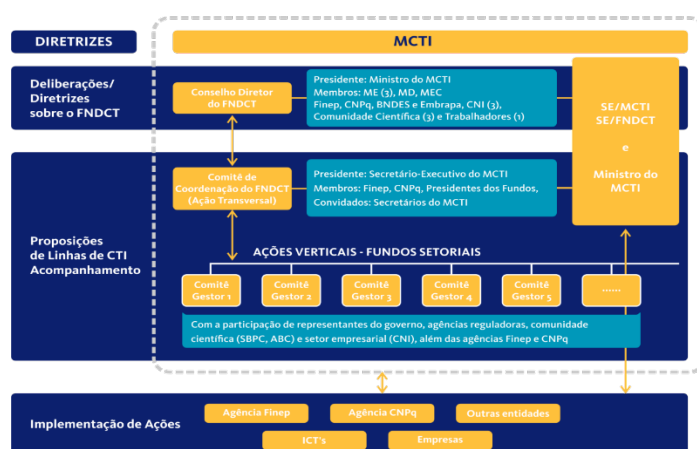 DIRETRIZES
MCTI
Deliberações/
Diretrizes
sobre o FNDCT
Conselho Diretor
do FNDCT
Presidente: Ministro do MCTI
Membros: ME (3), MD, MEC
Finep, CNPq, BNDES e Embrapa, CNI (3),
Comunidade Científica (3) e Trabalhadores (1)
SE/MCTI
SE/FNDCT
e
Ministro do
MCTI
Proposições
de Linhas de CTI
Acompanhamento
Comitê de
Coordenação do FNDCT
(Ação Transversal)
Presidente: Secretário-Executivo do MCTI
Membros: Finep, CNPq, Presidentes dos Fundos,
Convidados: Secretários do MCTI
AÇÕES VERTICAIS - FUNDOS SETORIAIS
Comitê
Gestor 1
Comitê
Gestor 2
Comitê
Gestor 3
Comitê
Gestor 4
Comitê
Gestor 5
......
Com a participação de representantes do governo, agências reguladoras, comunidade
científica (SBPC, ABC) e setor empresarial (CNI), além das agências Finep e CNPq
Implementação de Ações
Agência Finep
Agência CNPq
Outras entidades
ICT's
Empresas